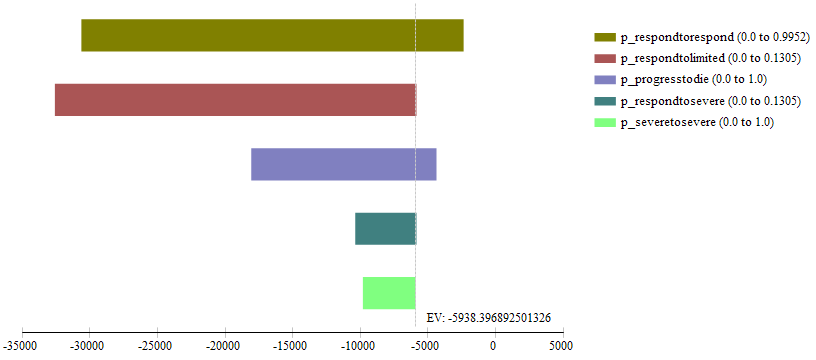 p_respondtorespond (0.0 to 0.9952)
p_respondtolimited (0.0 to 0.1305)
p_progresstodie (0.0 to 1.0)
p_respondtosevere (0.0 to 0.1305)
p_severetosevere (0.0 to 1.0)
EV: -5938.396892501326
-35000 -30000 -25000 -20000 -15000 -10000 -5000 0 5000